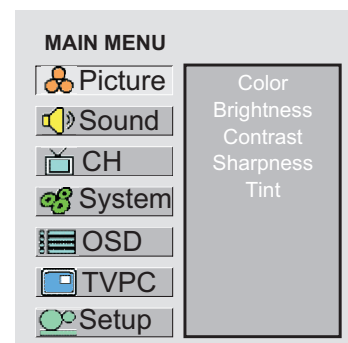 MAIN MENU
Picture
Sound
CH
System
OSD
TVPC
Setup
Color
Brightness
Contrast
Sharpness
Tint